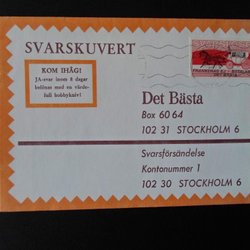 SVARSKUVERT
KOM IHÅG!
JA-svar inom 8 dagar
belönas med en värde-
full hobbykniv!
Det Bästa
Box 60 64
102 31 STOCKHOLM 6
Svarsförsändelse
Kontonummer 1
102 30 STOCKHOLM 6